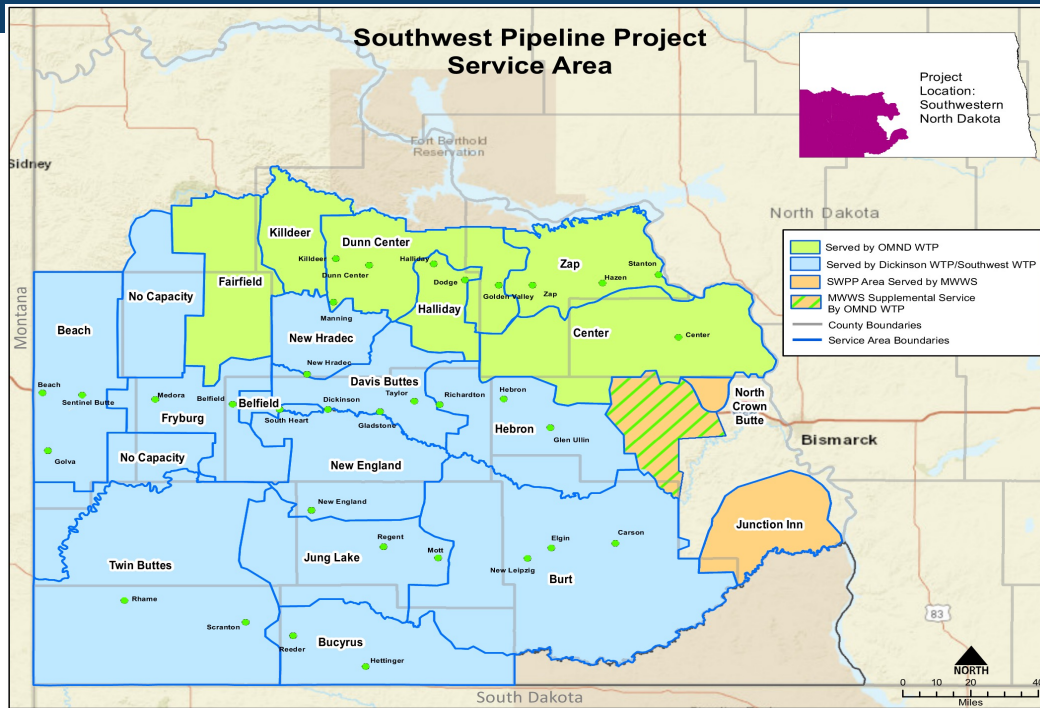 Southwest Pipeline Project
Service Area
Project
Location:
Southwestern
North Dakota
Fort Berthold
Reservation
Sidney
North Dakota
Montana
Killdeer
Dunn Center
Killdeer
Dunn Center
Halliday
Dodge
Zap
Stanton
Hazen
Zap
Golden Valley
Fairfield
No Capacity
Halliday
Manning
Beach
New Hradec
Center
Center
New Hradec
Davis Buttes
Beach
Sentinel Butte
Medora
Belfield
Belfield
South Heart
Dickinson
Taylor
Gladstone
Richardton
Hebron
Fryburg
Hebron
Glen Ullin
North
Crown
Butte
Bismarck
Golva
No Capacity
New England
New England
Junction Inn
Twin Buttes
Jung Lake
Regent
Mott
Elgin
Carson
New Leipzig
Burt
Rhame
Scranton
Bucyrus
Reeder
Hettinger
South Dakota
Served by OMND WTP
Served by Dickinson WTP/Southwest WTP
SWPP Area Served by MWWS
MWWS Supplemental Service
By OMND WTP
County Boundaries
Service Area Boundaries
83
NORTH
0 10 20 40
Miles